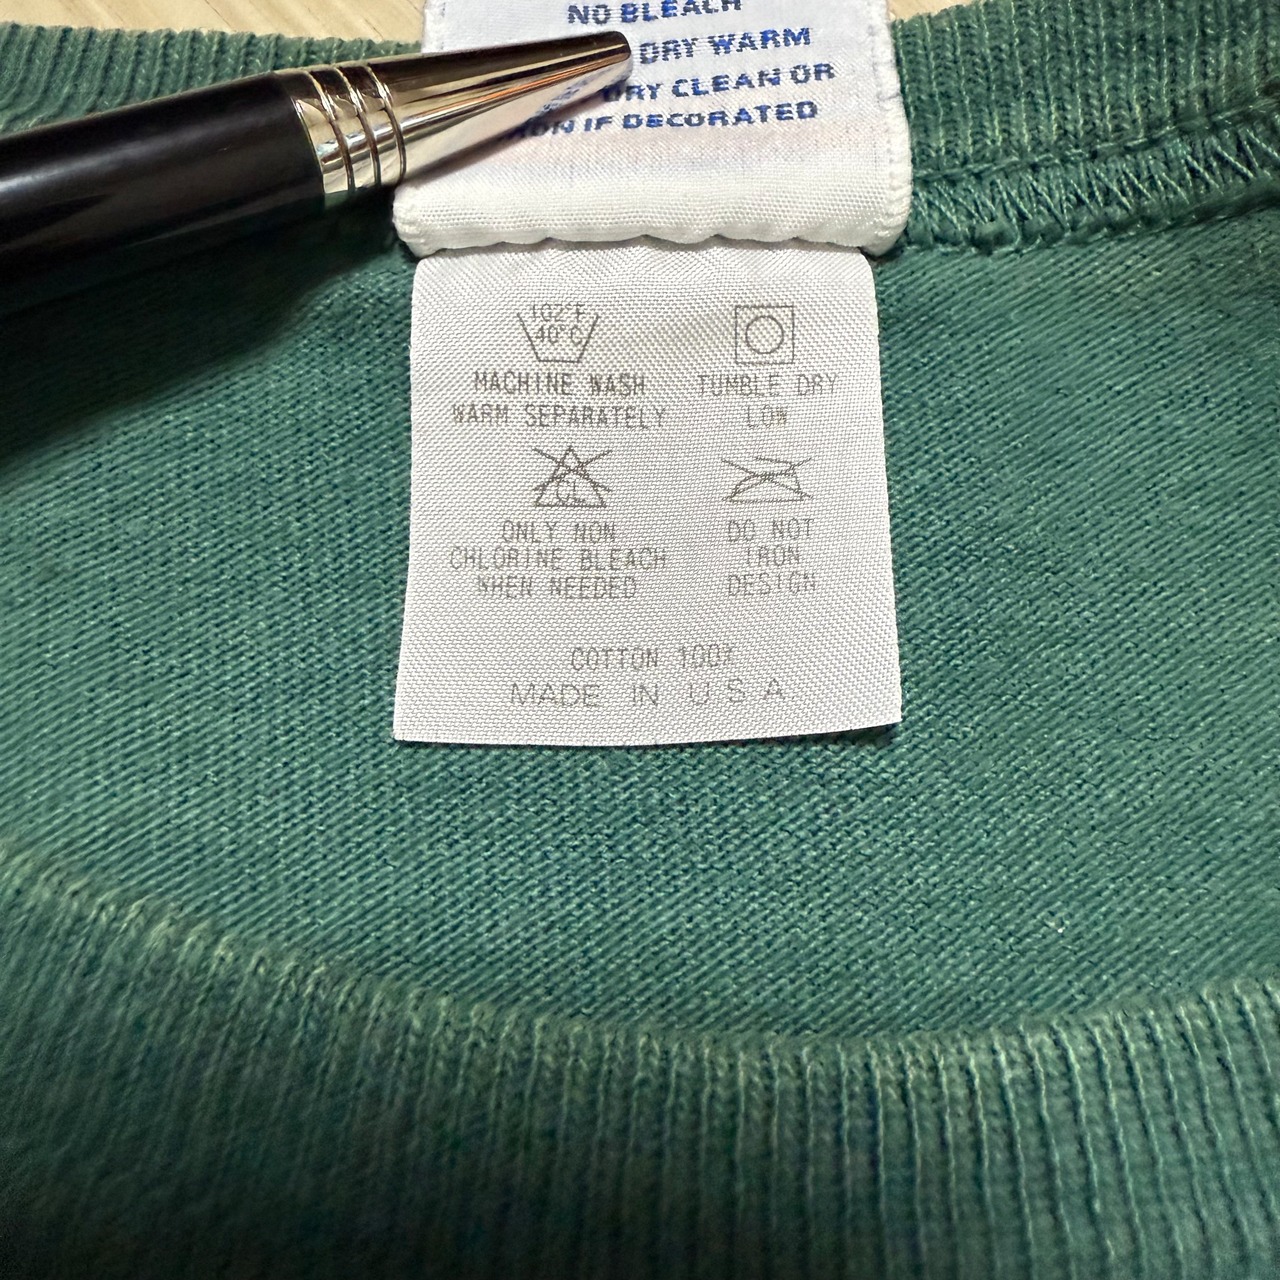 NO BLEACH
DRY WARM
DRY CLEAN OR
IF DECORATED
102°F
40°C
MACHINE WASH
WARM SEPARATELY
TUMBLE DRY
LOW
CL
ONLY NON
CHLORINE BLEACH
WHEN NEEDED
DO NOT
IRON
DESIGN
COTTON 100%
MADE IN U S A